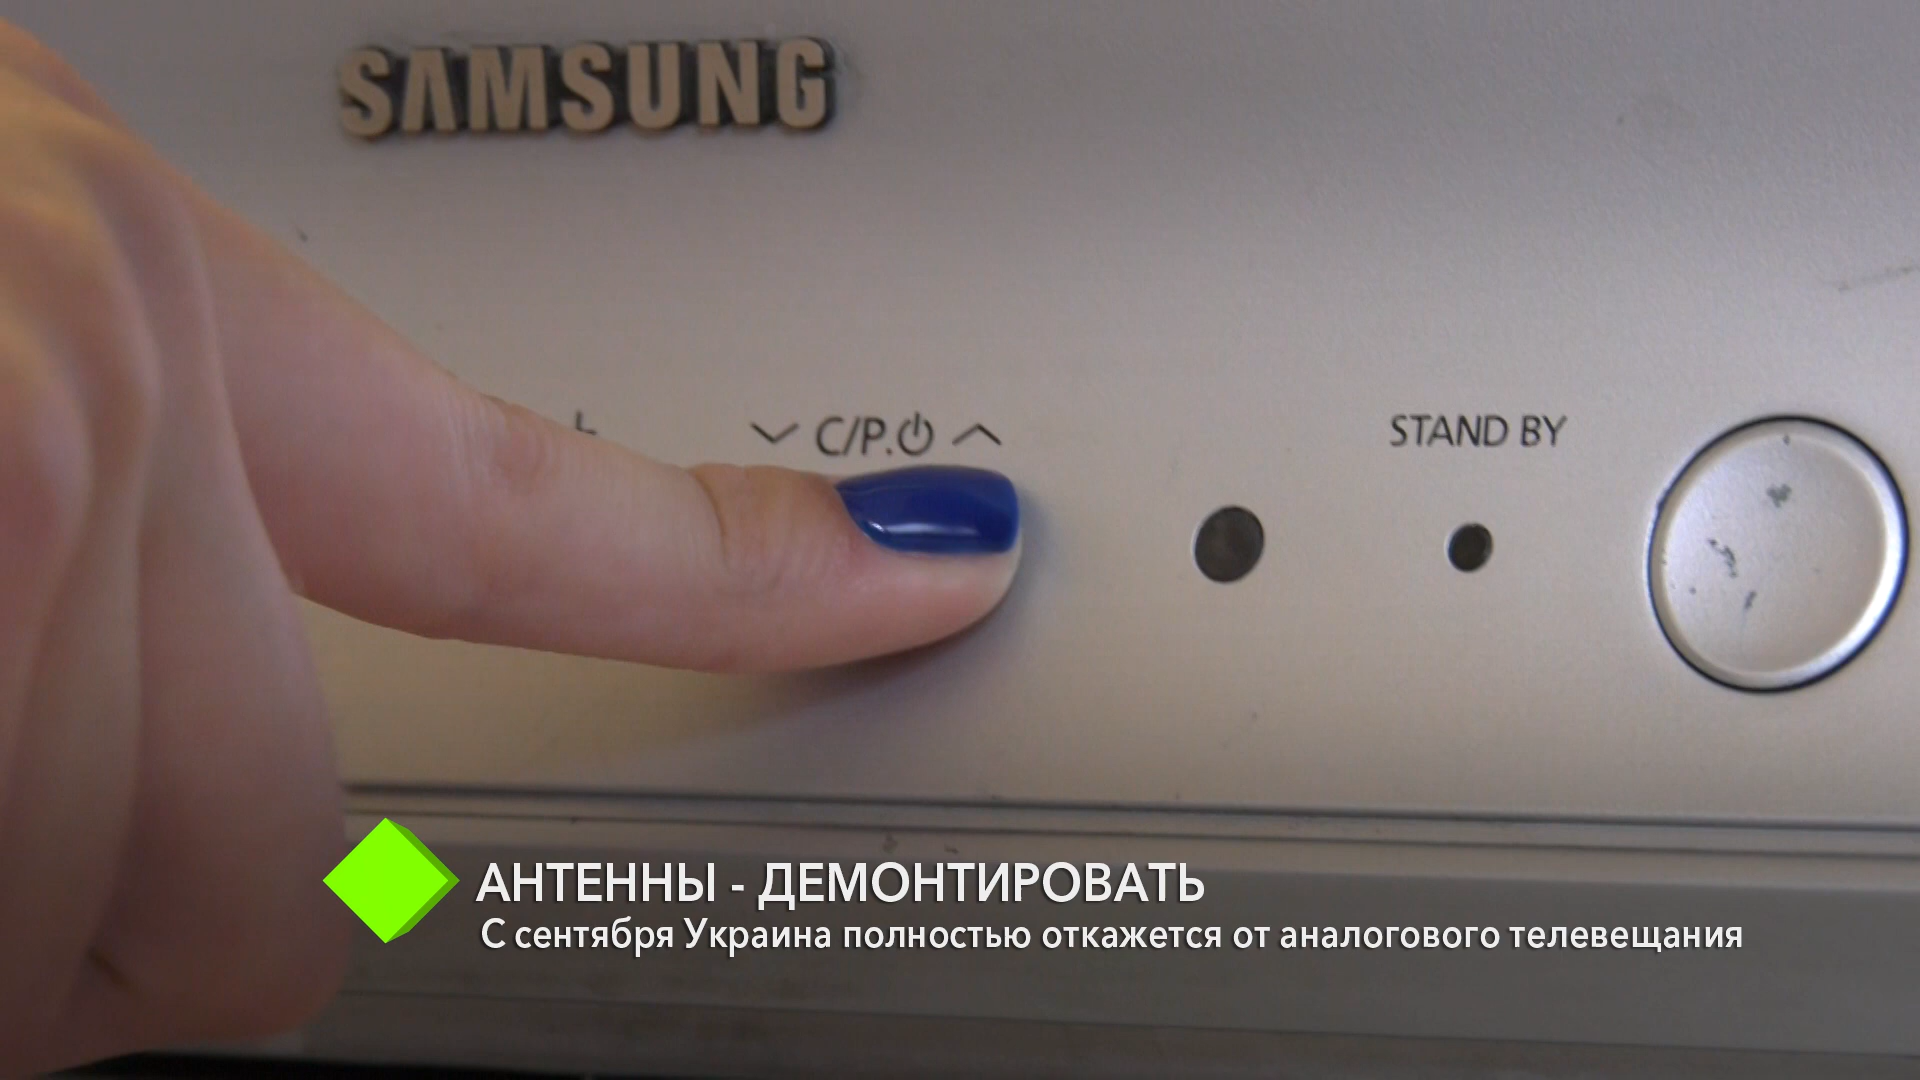 SAMSUNG
C/P.
STAND BY
АНТЕННЫ - ДЕМОНТИРОВАТЬ
С сентября Украина полностью откажется от аналогового телевещания